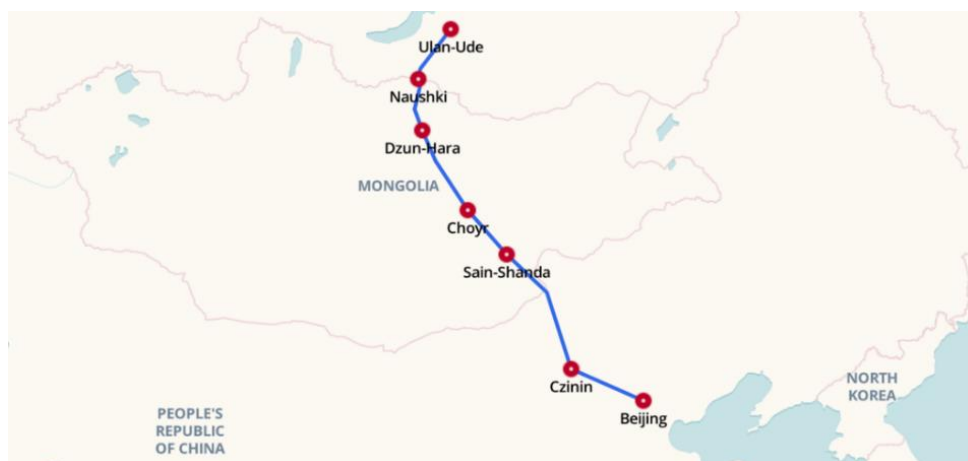 Ulan-Ude
Naushki
Dzun-Hara
MONGOLIA
Choyr
Sain-Shanda
Czinin
NORTH
KOREA
Beijing
PEOPLE'S
REPUBLIC
OF CHINA